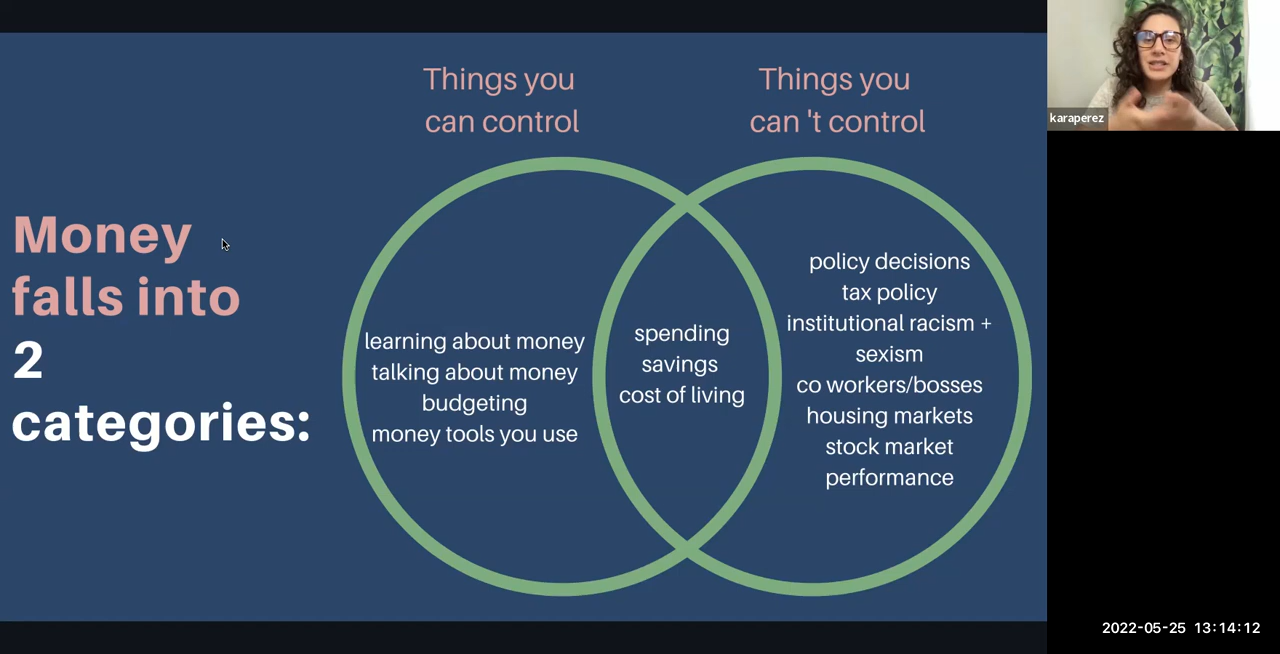 Money
falls into
2
categories:
Things you
can control
Things you
can 't control
learning about money
talking about money
budgeting
money tools you use
spending
savings
cost of living
policy decisions
tax policy
institutional racism +
sexism
co workers/bosses
housing markets
stock market
performance
karaperez
2022-05-25 13:14:12